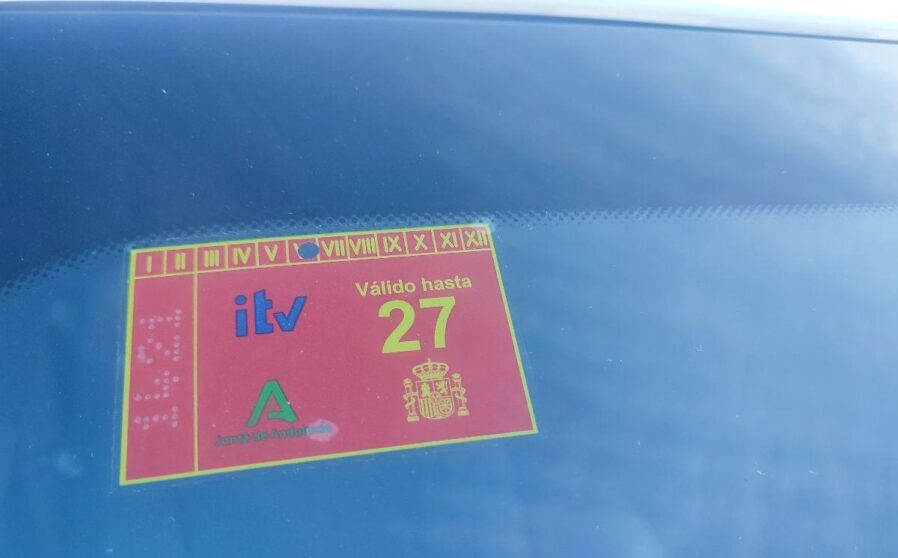 I II III IV V VII VIII IX X XI XII
itv
Válido hasta
27
Junta de Andalucía